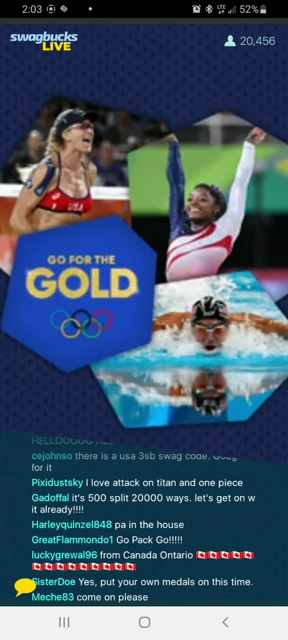 2:03
LTE 52%
swagbucks
LIVE
20,456
USA
GO FOR THE
GOLD
cejohnso there is a usa 3sb swag code.
for it
Pixidustsky I love attack on titan and one piece
Gadoffal it's 500 split 20000 ways. let's get on w
it already!!!!
Harleyquinzel848 pa in the house
GreatFlammondo1 Go Pack Go!!!!!
luckygrewal96 from Canada Ontario 🇨🇦🇨🇦🇨🇦🇨🇦🇨🇦
🇨🇦🇨🇦🇨🇦🇨🇦🇨🇦🇨🇦🇨🇦🇨🇦🇨🇦
SisterDoe Yes, put your own medals on this time.
Meche83 come on please